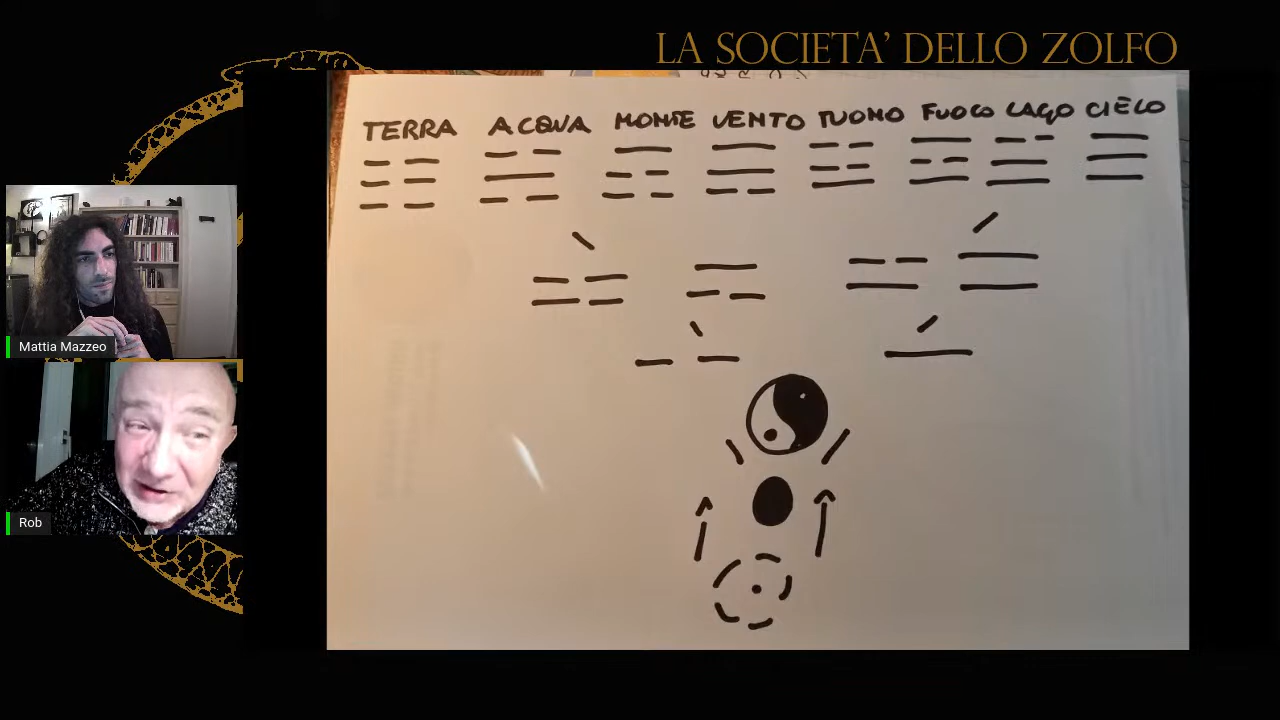 LA SOCIETA' DELLO ZOLFO
TERRA ACQUA MONTE VENTO TUONO FUOCO LAGO CIELO
Mattia Mazzeo
Rob